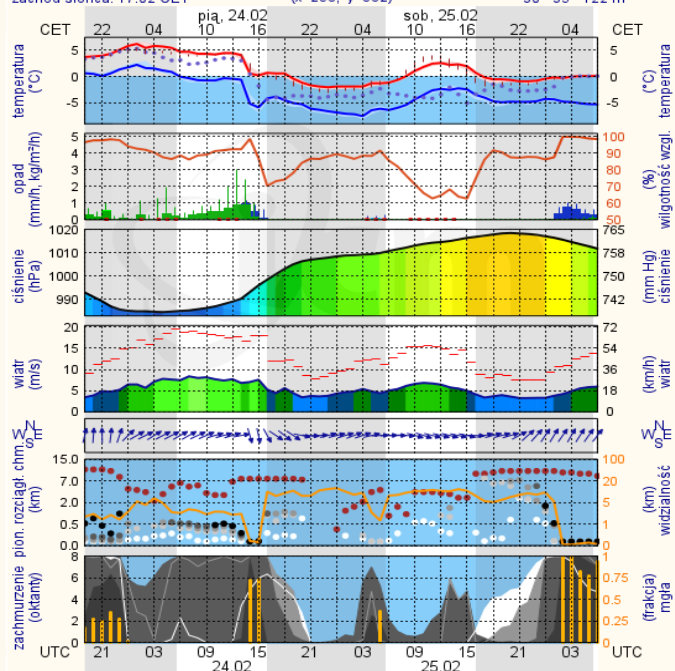 zachód słońca: 17:02 CET (x=
pią, 24.02 sob, 25.02
CET 22 04 10 16 22 04 10 16 22 04 CET
temperatura (°C)
5
0
-5
5
0
-5
temperatura (°C)
opad (mm/h, kg/m²/h)
5
4
3
2
1
0
100
90
80
70
60
50
wilgotność wzgl. (%)
ciśnienie (hPa)
1020
1010
1000
990
765
758
750
742
ciśnienie (mm Hg)
wiatr (m/s)
20
15
10
5
0
72
54
36
18
0
wiatr (km/h)
N
W E
S
N
W E
S
pion. rozciągł. chm. (km)
15.0
7.0
2.0
0.5
0.0
100
20
5
1
0
widzialność (km)
zachmurzenie (oktanty)
8
6
4
2
0
1
0.75
0.5
0.25
0
mgła (frakcja)
UTC 21 03 09 15 21 03 09 15 21 03 UTC
24.02 25.02